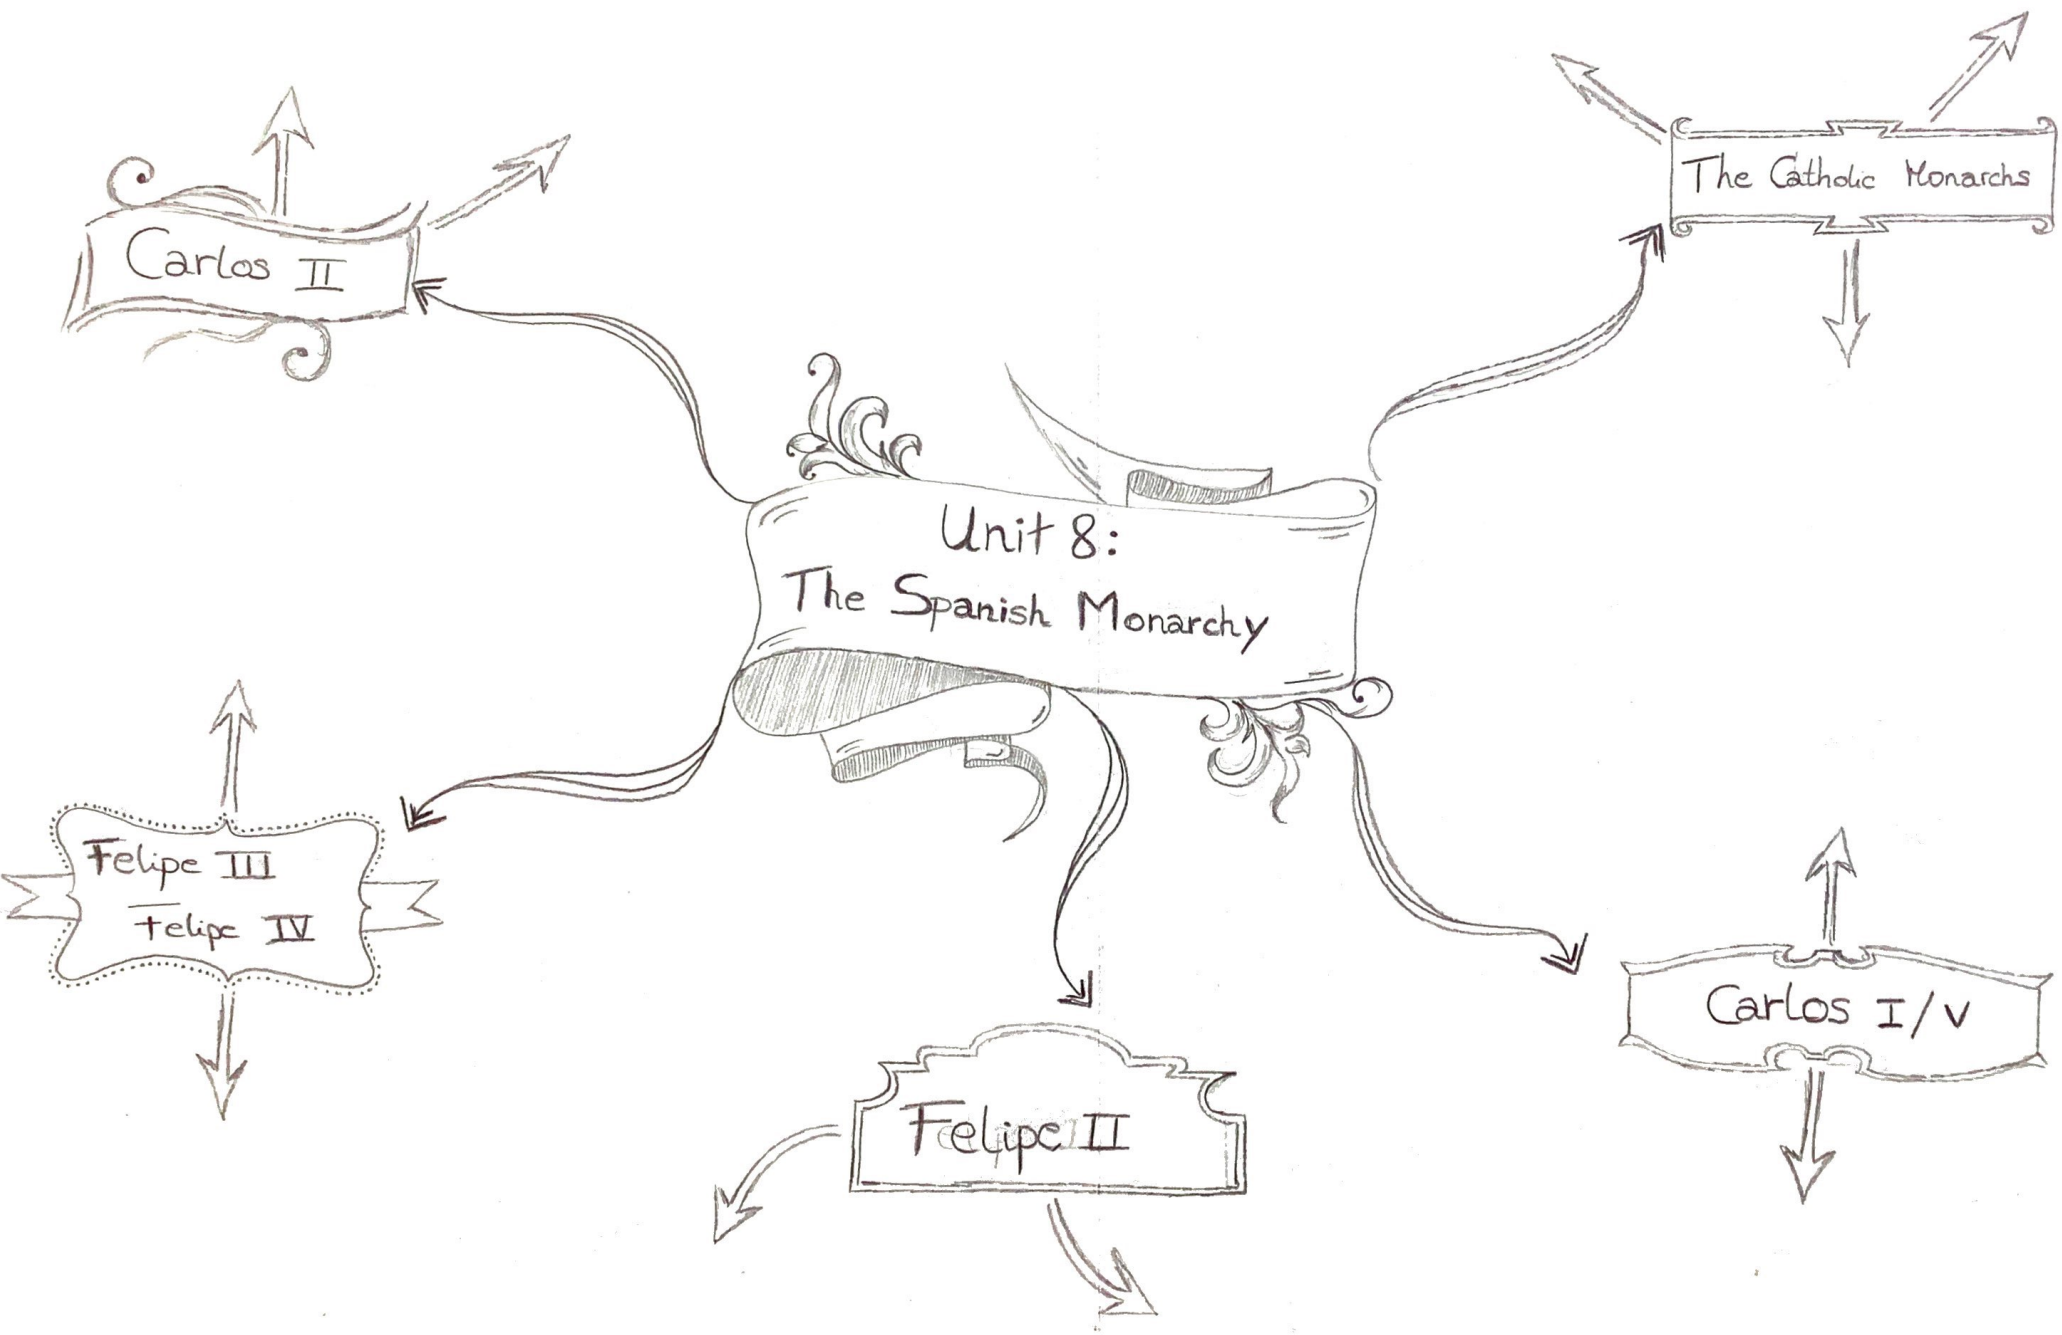 Unit 8:
The Spanish Monarchy
The Catholic Monarchs
Carlos I/V
Felipe II
Felipe III
Felipe IV
Carlos II